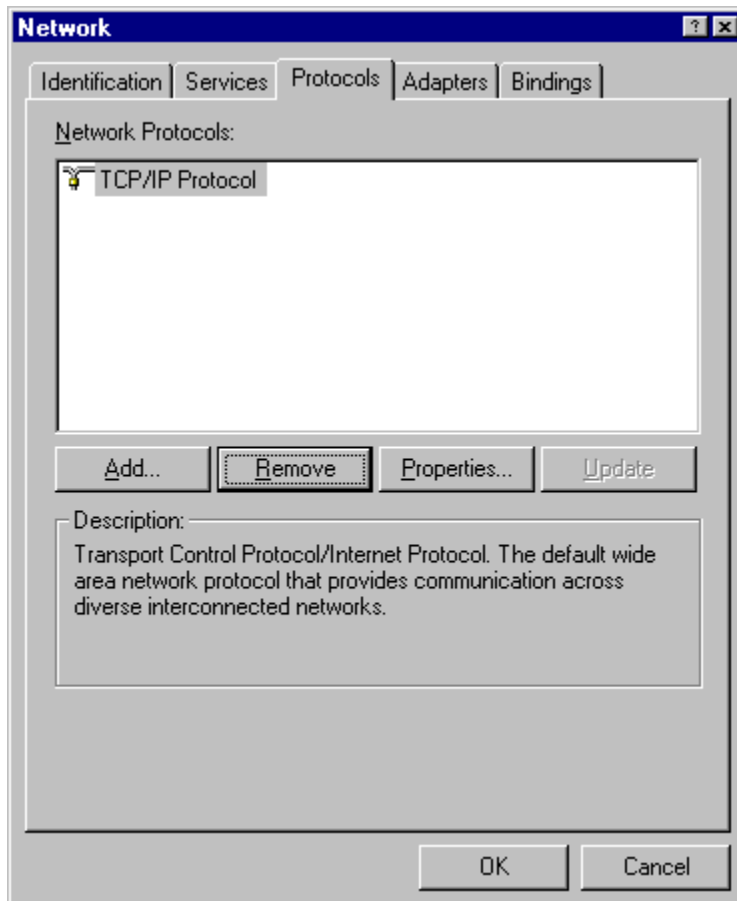 Network
Identification Services Protocols Adapters Bindings
Network Protocols:
TCP/IP Protocol
Add... Remove Properties... Update
Description:
Transport Control Protocol/Internet Protocol. The default wide
area network protocol that provides communication across
diverse interconnected networks.
OK Cancel